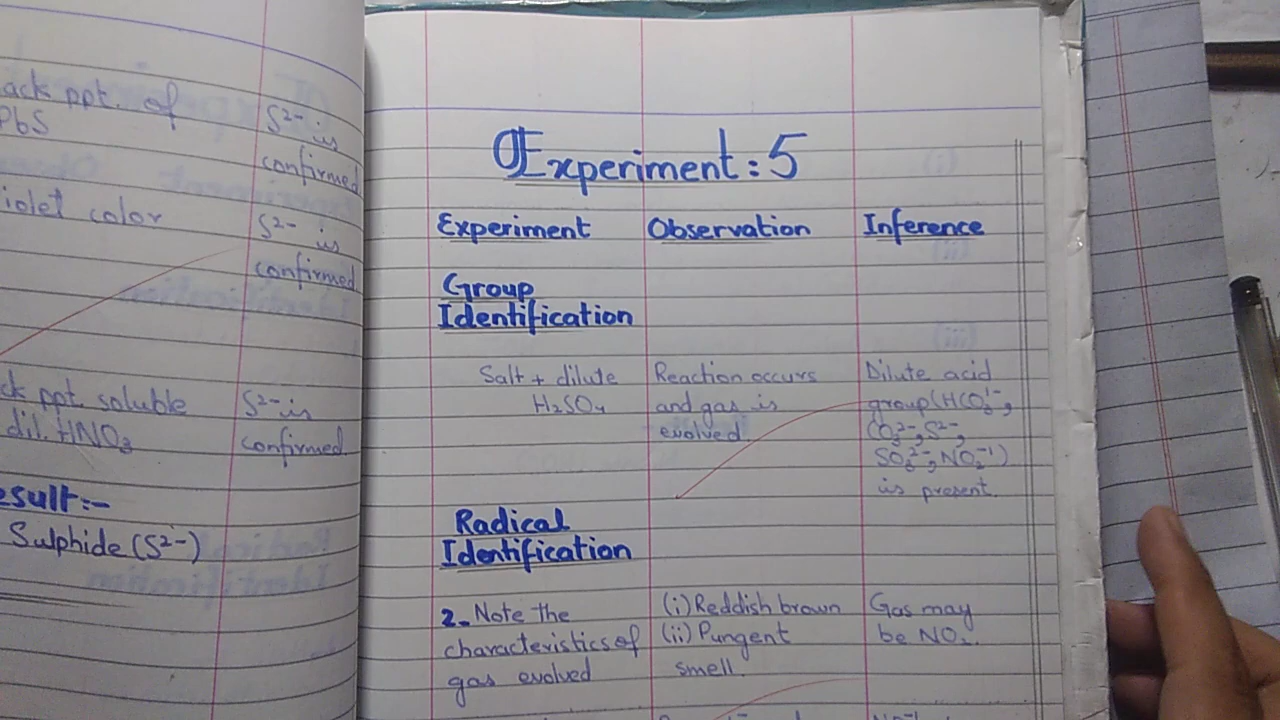 ack ppt. of
PbS
S²⁻ is
confirmed
iolet color
S²⁻ is
confirmed
ck ppt soluble
dil. HNO₃
S²⁻ is
confirmed
esult:-
Sulphide (S²⁻)
Experiment: 5
Experiment Observation Inference
Group
Identification
Salt + dilute
H₂SO₄
Reaction occurs
and gas is
evolved.
Dilute acid
group (HCO₃¹⁻,
CO₃²⁻, S²⁻,
SO₃²⁻, NO₂⁻¹)
is present.
Radical
Identification
2. Note the
characteristics of
gas evolved
(i) Reddish brown
(ii) Pungent
smell.
Gas may
be NO₂.